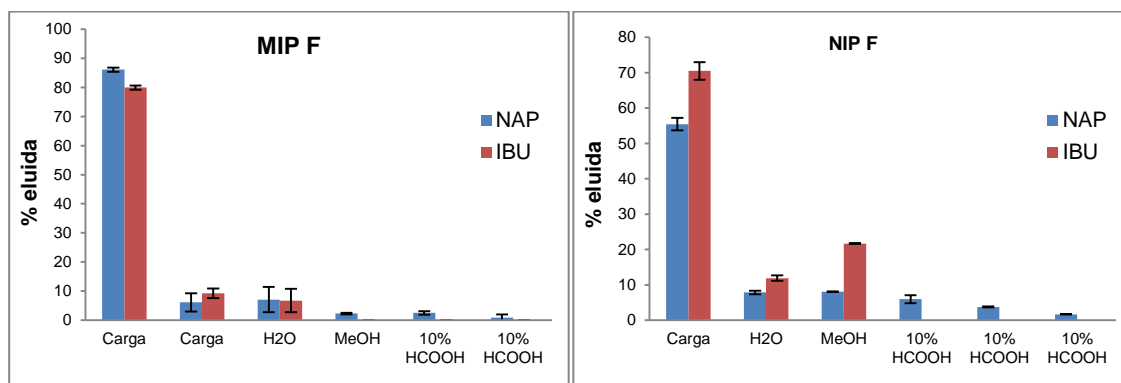 MIP F
% eluida
100
90
80
70
60
50
40
30
20
10
0
NAP
IBU
Carga Carga H2O MeOH 10% HCOOH 10% HCOOH
NIP F
% eluida
80
70
60
50
40
30
20
10
0
NAP
IBU
Carga H2O MeOH 10% HCOOH 10% HCOOH 10% HCOOH